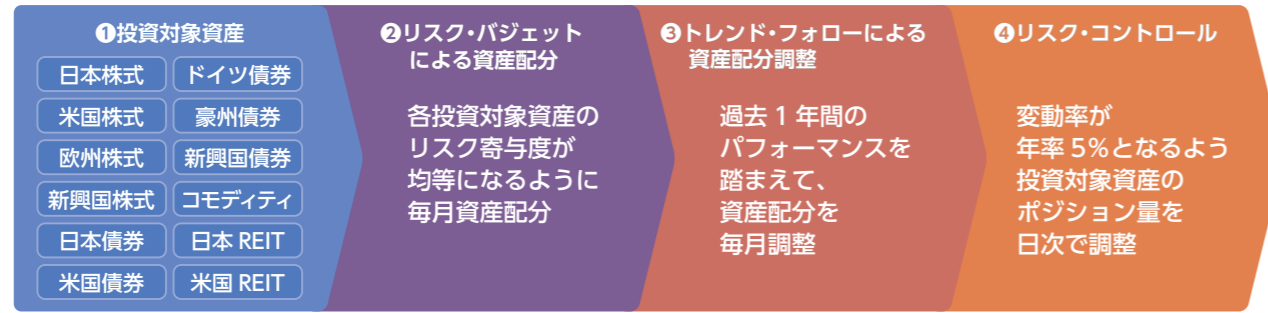 ❶投資対象資産
日本株式
ドイツ債券
米国株式
豪州債券
欧州株式
新興国債券
新興国株式
コモディティ
日本債券
日本 REIT
米国債券
米国 REIT
❷リスク・バジェット
による資産配分
各投資対象資産の
リスク寄与度が
均等になるように
毎月資産配分
❸トレンド・フォローによる
資産配分調整
過去 1 年間の
パフォーマンスを
踏まえて、
資産配分を
毎月調整
❹リスク・コントロール
変動率が
年率 5%となるよう
投資対象資産の
ポジション量を
日次で調整